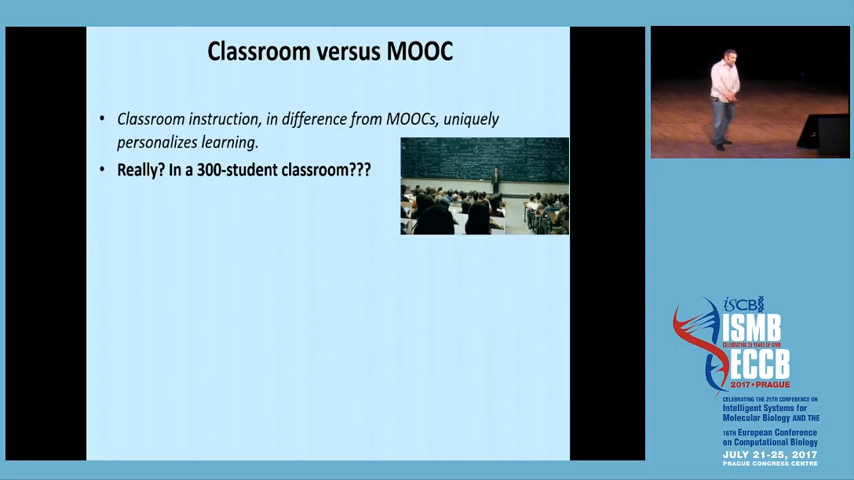 Classroom versus MOOC
• Classroom instruction, in difference from MOOCs, uniquely
personalizes learning.
• Really? In a 300-student classroom???
iSCB
ISMB
CELEBRATING 25 YEARS OF ISMB
ECCB
2017 • PRAGUE
CELEBRATING THE 25TH CONFERENCE ON
Intelligent Systems for
Molecular Biology AND THE
16TH European Conference
on Computational Biology
JULY 21-25, 2017
PRAGUE CONGRESS CENTRE